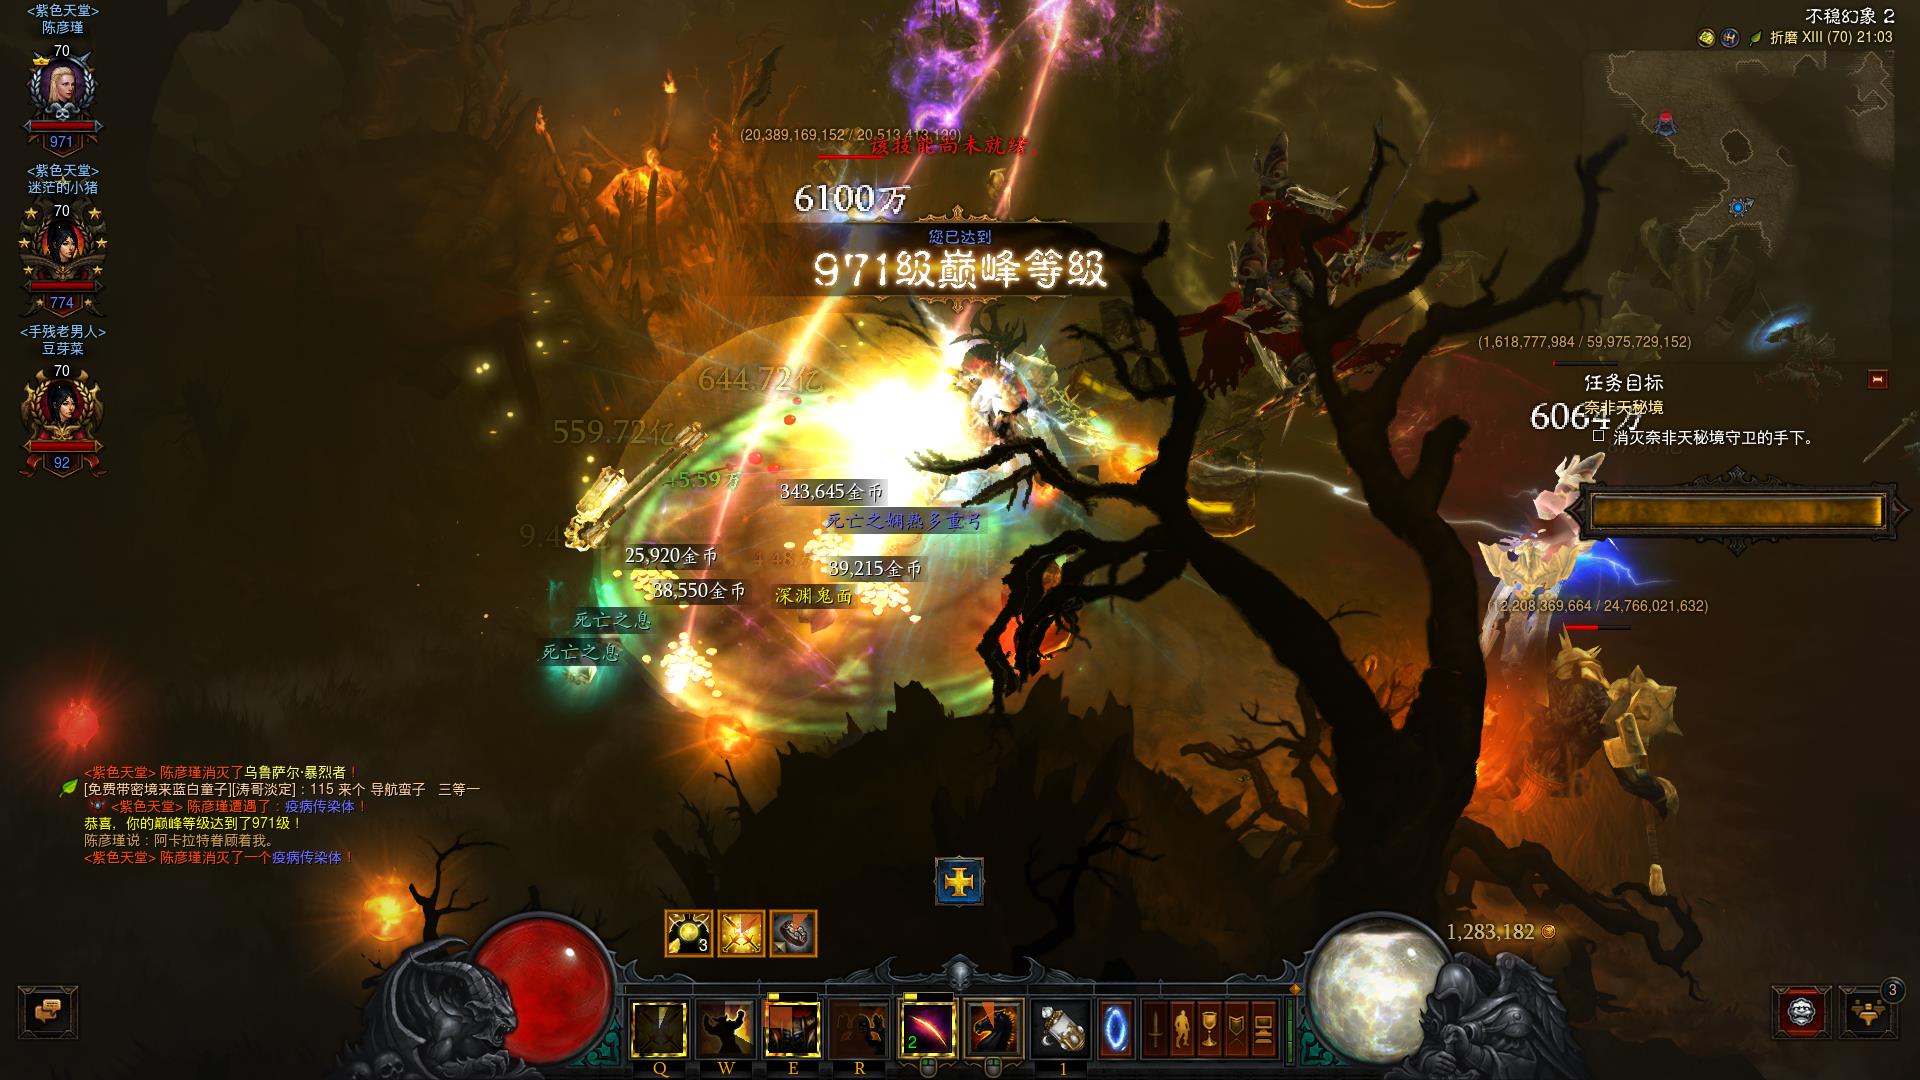 <紫色天堂>
陈彦瑾
70
971
<紫色天堂>
迷茫的小猪
70
774
<手残老男人>
豆芽菜
70
92
不稳幻象 2
折磨 XIII (70) 21:03
(20,389,169,152 / 20,513,413,120)
该技能尚未就绪。
6100万
您已达到
971级巅峰等级
644.72亿
559.72亿
45.59万
343,645金币
死亡之娴熟多重弓
25,920金币
39,215金币
38,550金币
深渊鬼面
死亡之息
死亡之息
(1,618,777,984 / 59,975,729,152)
任务目标
奈非天秘境
6064万
消灭奈非天秘境守卫的手下。
(12,208,369,664 / 24,766,021,632)
<紫色天堂> 陈彦瑾消灭了乌鲁萨尔·暴烈者！
[免费带密境来蓝白童子][涛哥淡定]：115 来个 导航蛮子 三等一
<紫色天堂> 陈彦瑾遭遇了：疫病传染体！
恭喜，你的巅峰等级达到了971级！
陈彦瑾说：阿卡拉特眷顾着我。
<紫色天堂> 陈彦瑾消灭了一个疫病传染体！
3
1,283,182
2
3
Q
W
E
R
1